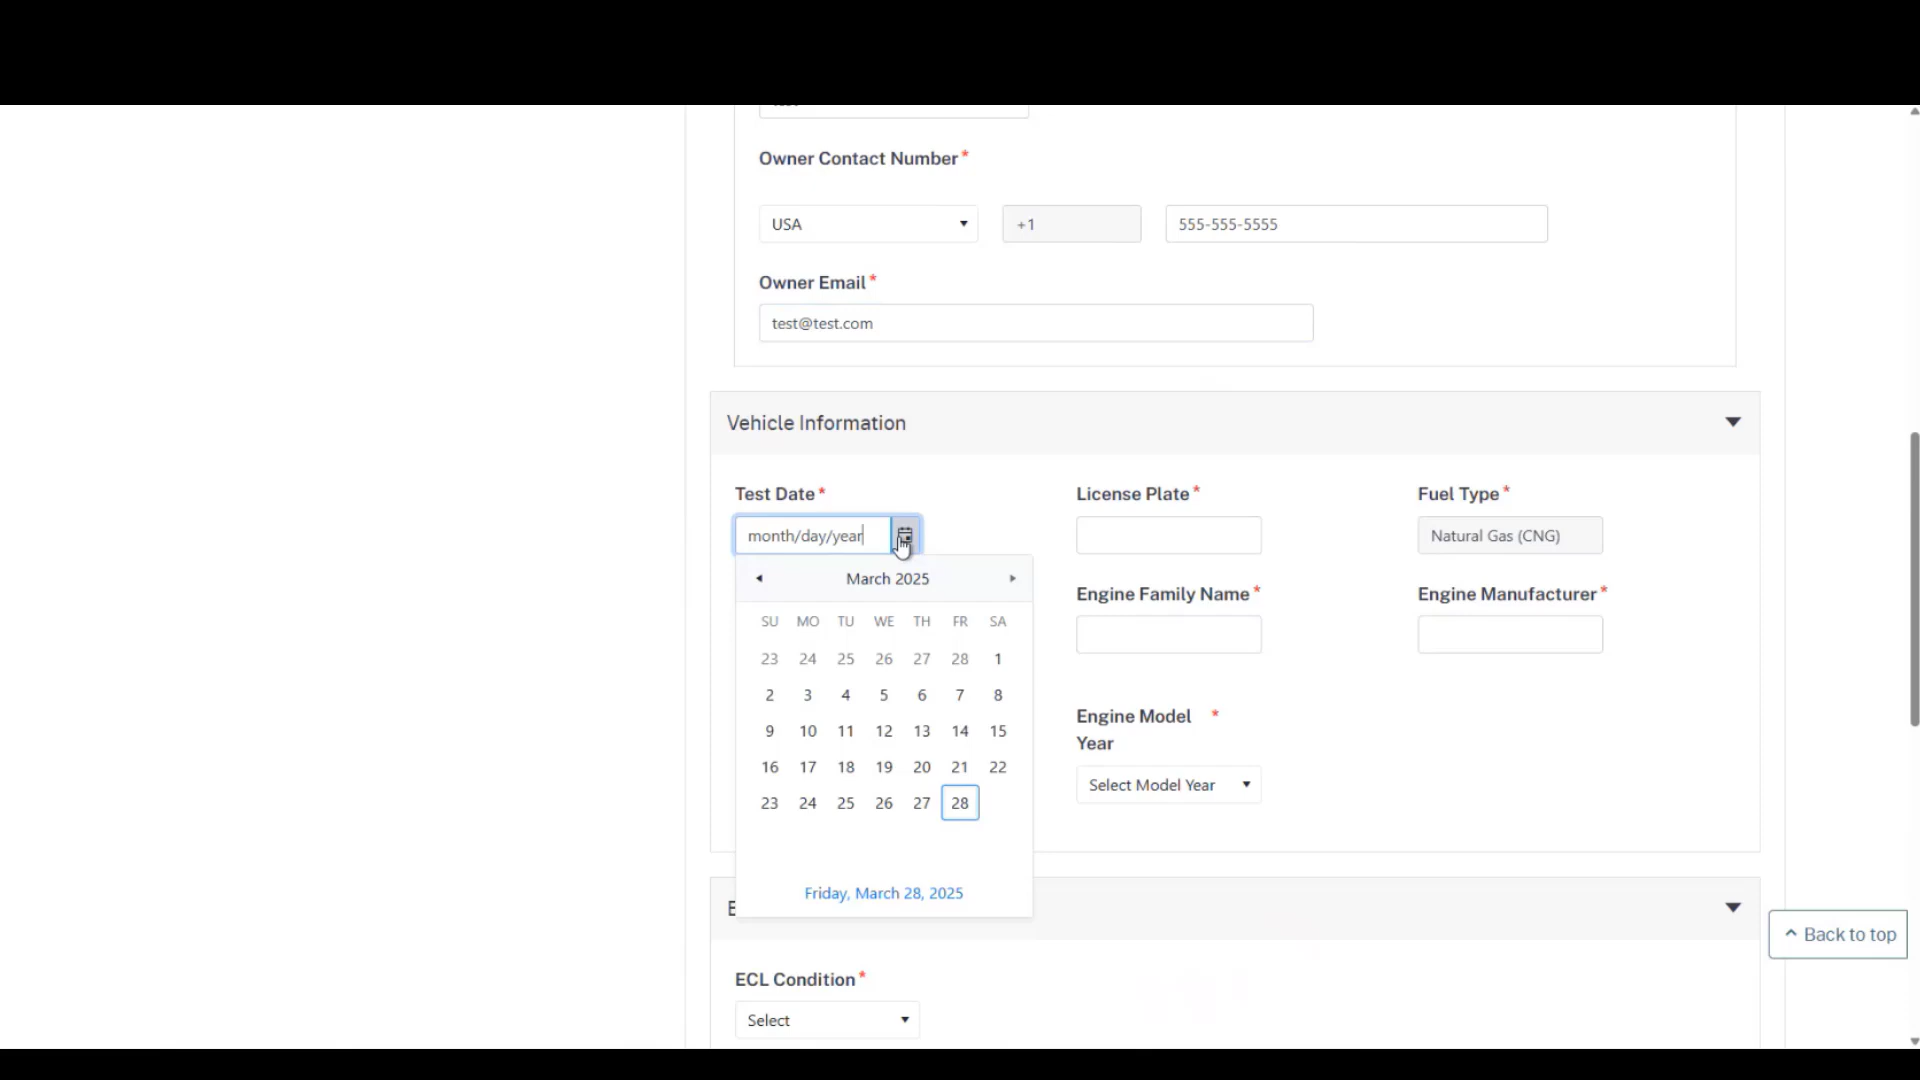 Owner Contact Number*
USA +1 555-555-5555
Owner Email*
test@test.com
Vehicle Information
Test Date* License Plate* Fuel Type*
month/day/year Natural Gas (CNG)
March 2025
Engine Family Name* Engine Manufacturer*
SU MO TU WE TH FR SA
23 24 25 26 27 28 1
2 3 4 5 6 7 8
Engine Model *
Year
9 10 11 12 13 14 15
16 17 18 19 20 21 22
Select Model Year
23 24 25 26 27 28
Friday, March 28, 2025
Back to top
ECL Condition*
Select